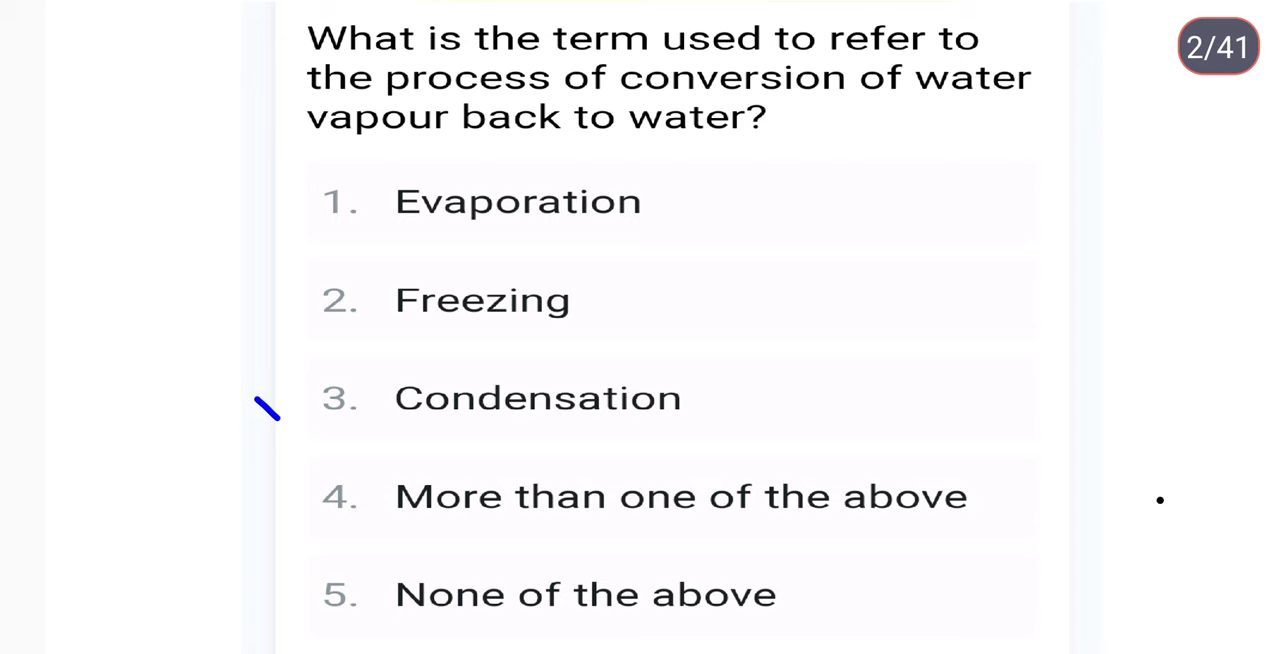 What is the term used to refer to
the process of conversion of water
vapour back to water?
1. Evaporation
2. Freezing
3. Condensation
4. More than one of the above
5. None of the above
2/41